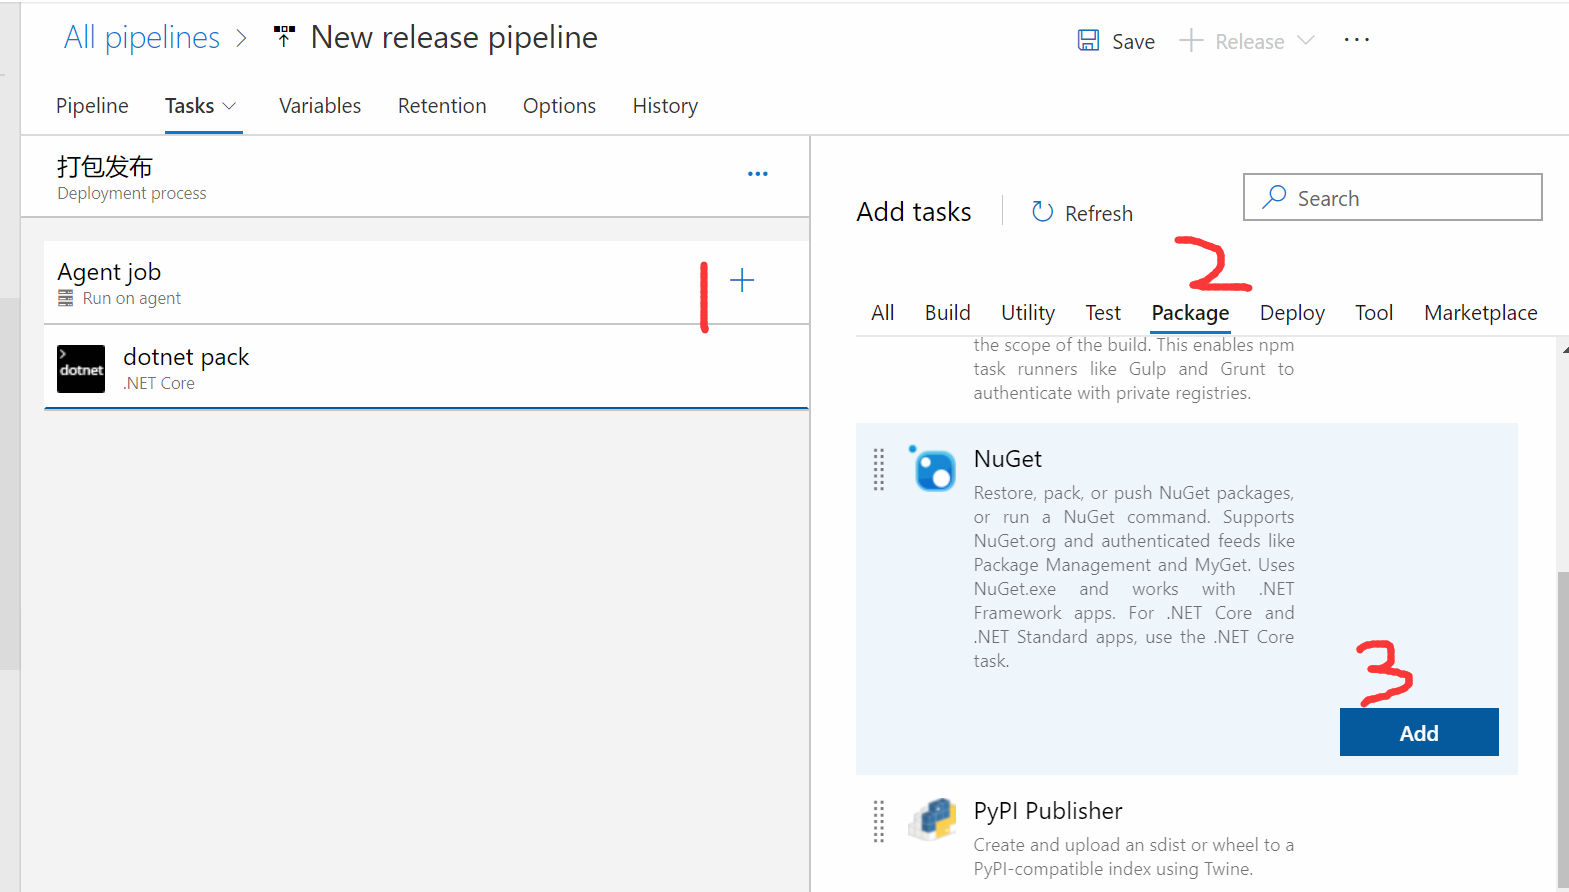 All pipelines > New release pipeline
Save + Release ...
Pipeline Tasks Variables Retention Options History
打包发布
Deployment process
...
Add tasks Refresh Search
Agent job
Run on agent
1 +
2
All Build Utility Test Package Deploy Tool Marketplace
> dotnet
dotnet pack
.NET Core
the scope of the build. This enables npm
task runners like Gulp and Grunt to
authenticate with private registries.
NuGet
Restore, pack, or push NuGet packages,
or run a NuGet command. Supports
NuGet.org and authenticated feeds like
Package Management and MyGet. Uses
NuGet.exe and works with .NET
Framework apps. For .NET Core and
.NET Standard apps, use the .NET Core
task.
3
Add
PyPI Publisher
Create and upload an sdist or wheel to a
PyPI-compatible index using Twine.